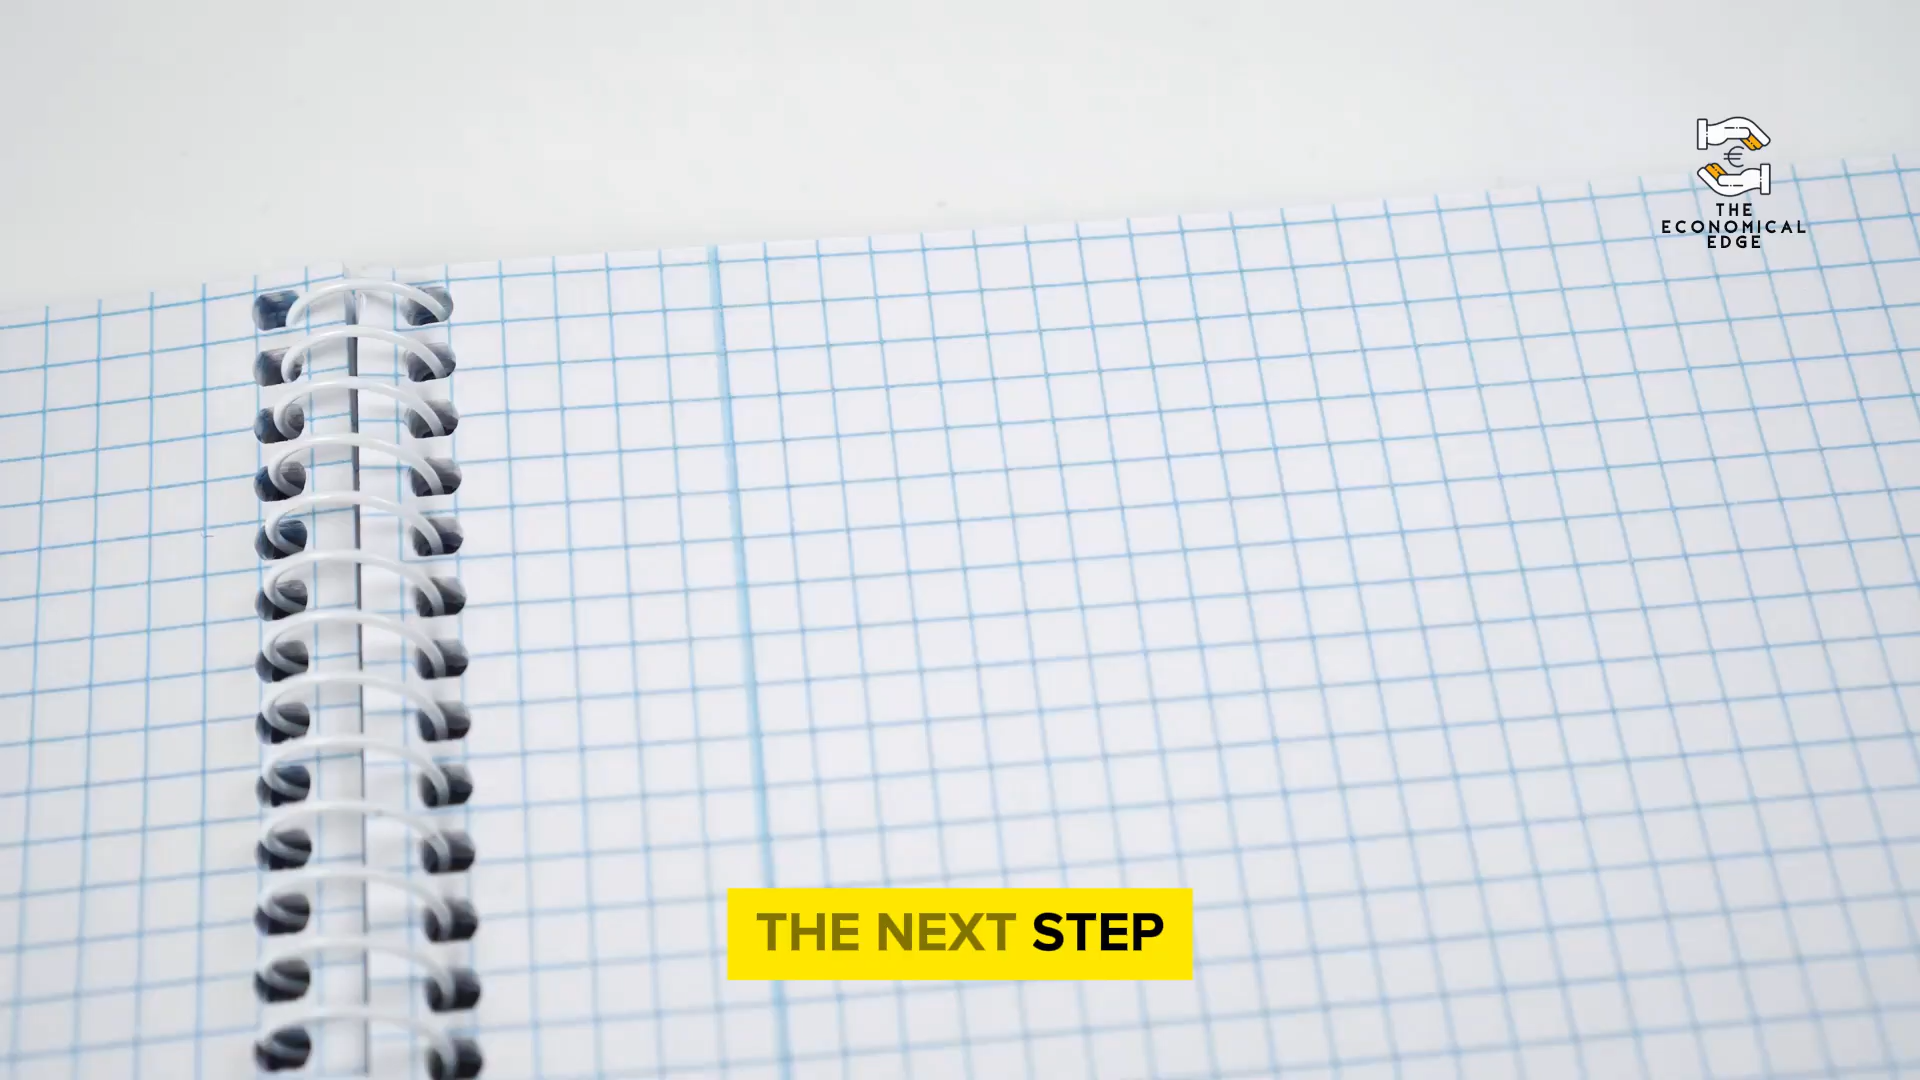 €
THE
ECONOMICAL
EDGE
THE NEXT STEP